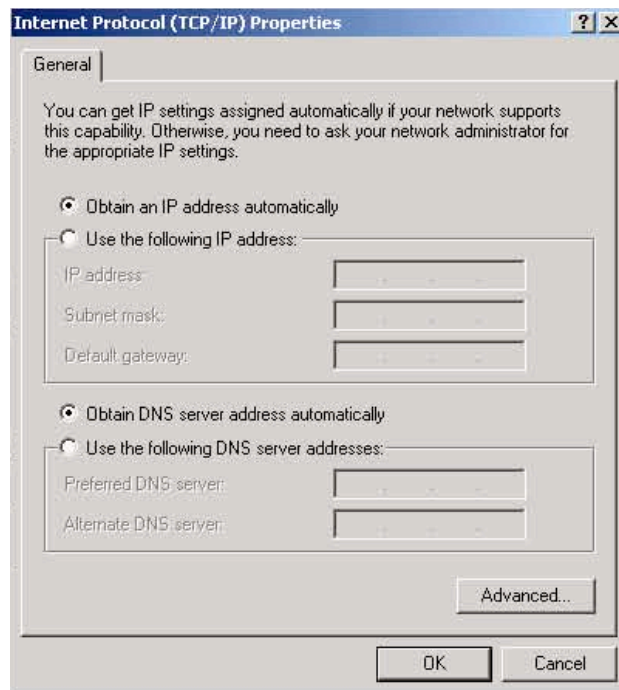 Internet Protocol (TCP/IP) Properties
General
You can get IP settings assigned automatically if your network supports
this capability. Otherwise, you need to ask your network administrator for
the appropriate IP settings.
Obtain an IP address automatically
Use the following IP address:
IP address:
Subnet mask:
Default gateway:
Obtain DNS server address automatically
Use the following DNS server addresses:
Preferred DNS server:
Alternate DNS server:
Advanced...
OK Cancel